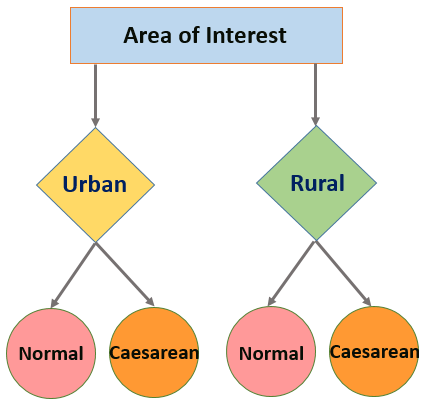 Area of Interest
Urban
Rural
Normal
Caesarean
Normal
Caesarean